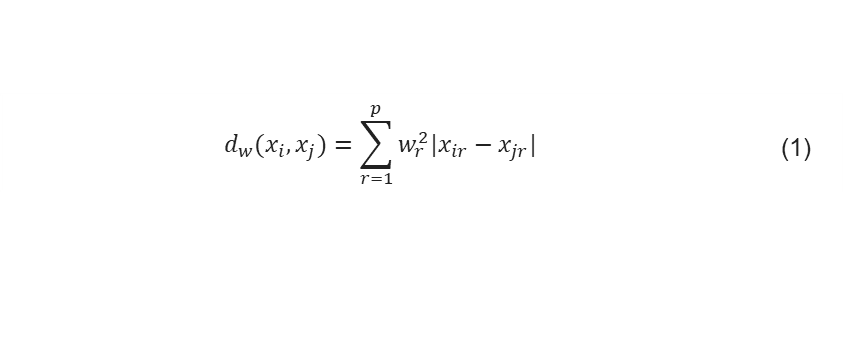 d_w(x_i, x_j) = \sum_{r=1}^{p} w_r^2 |x_{ir} − x_{jr}| (1)